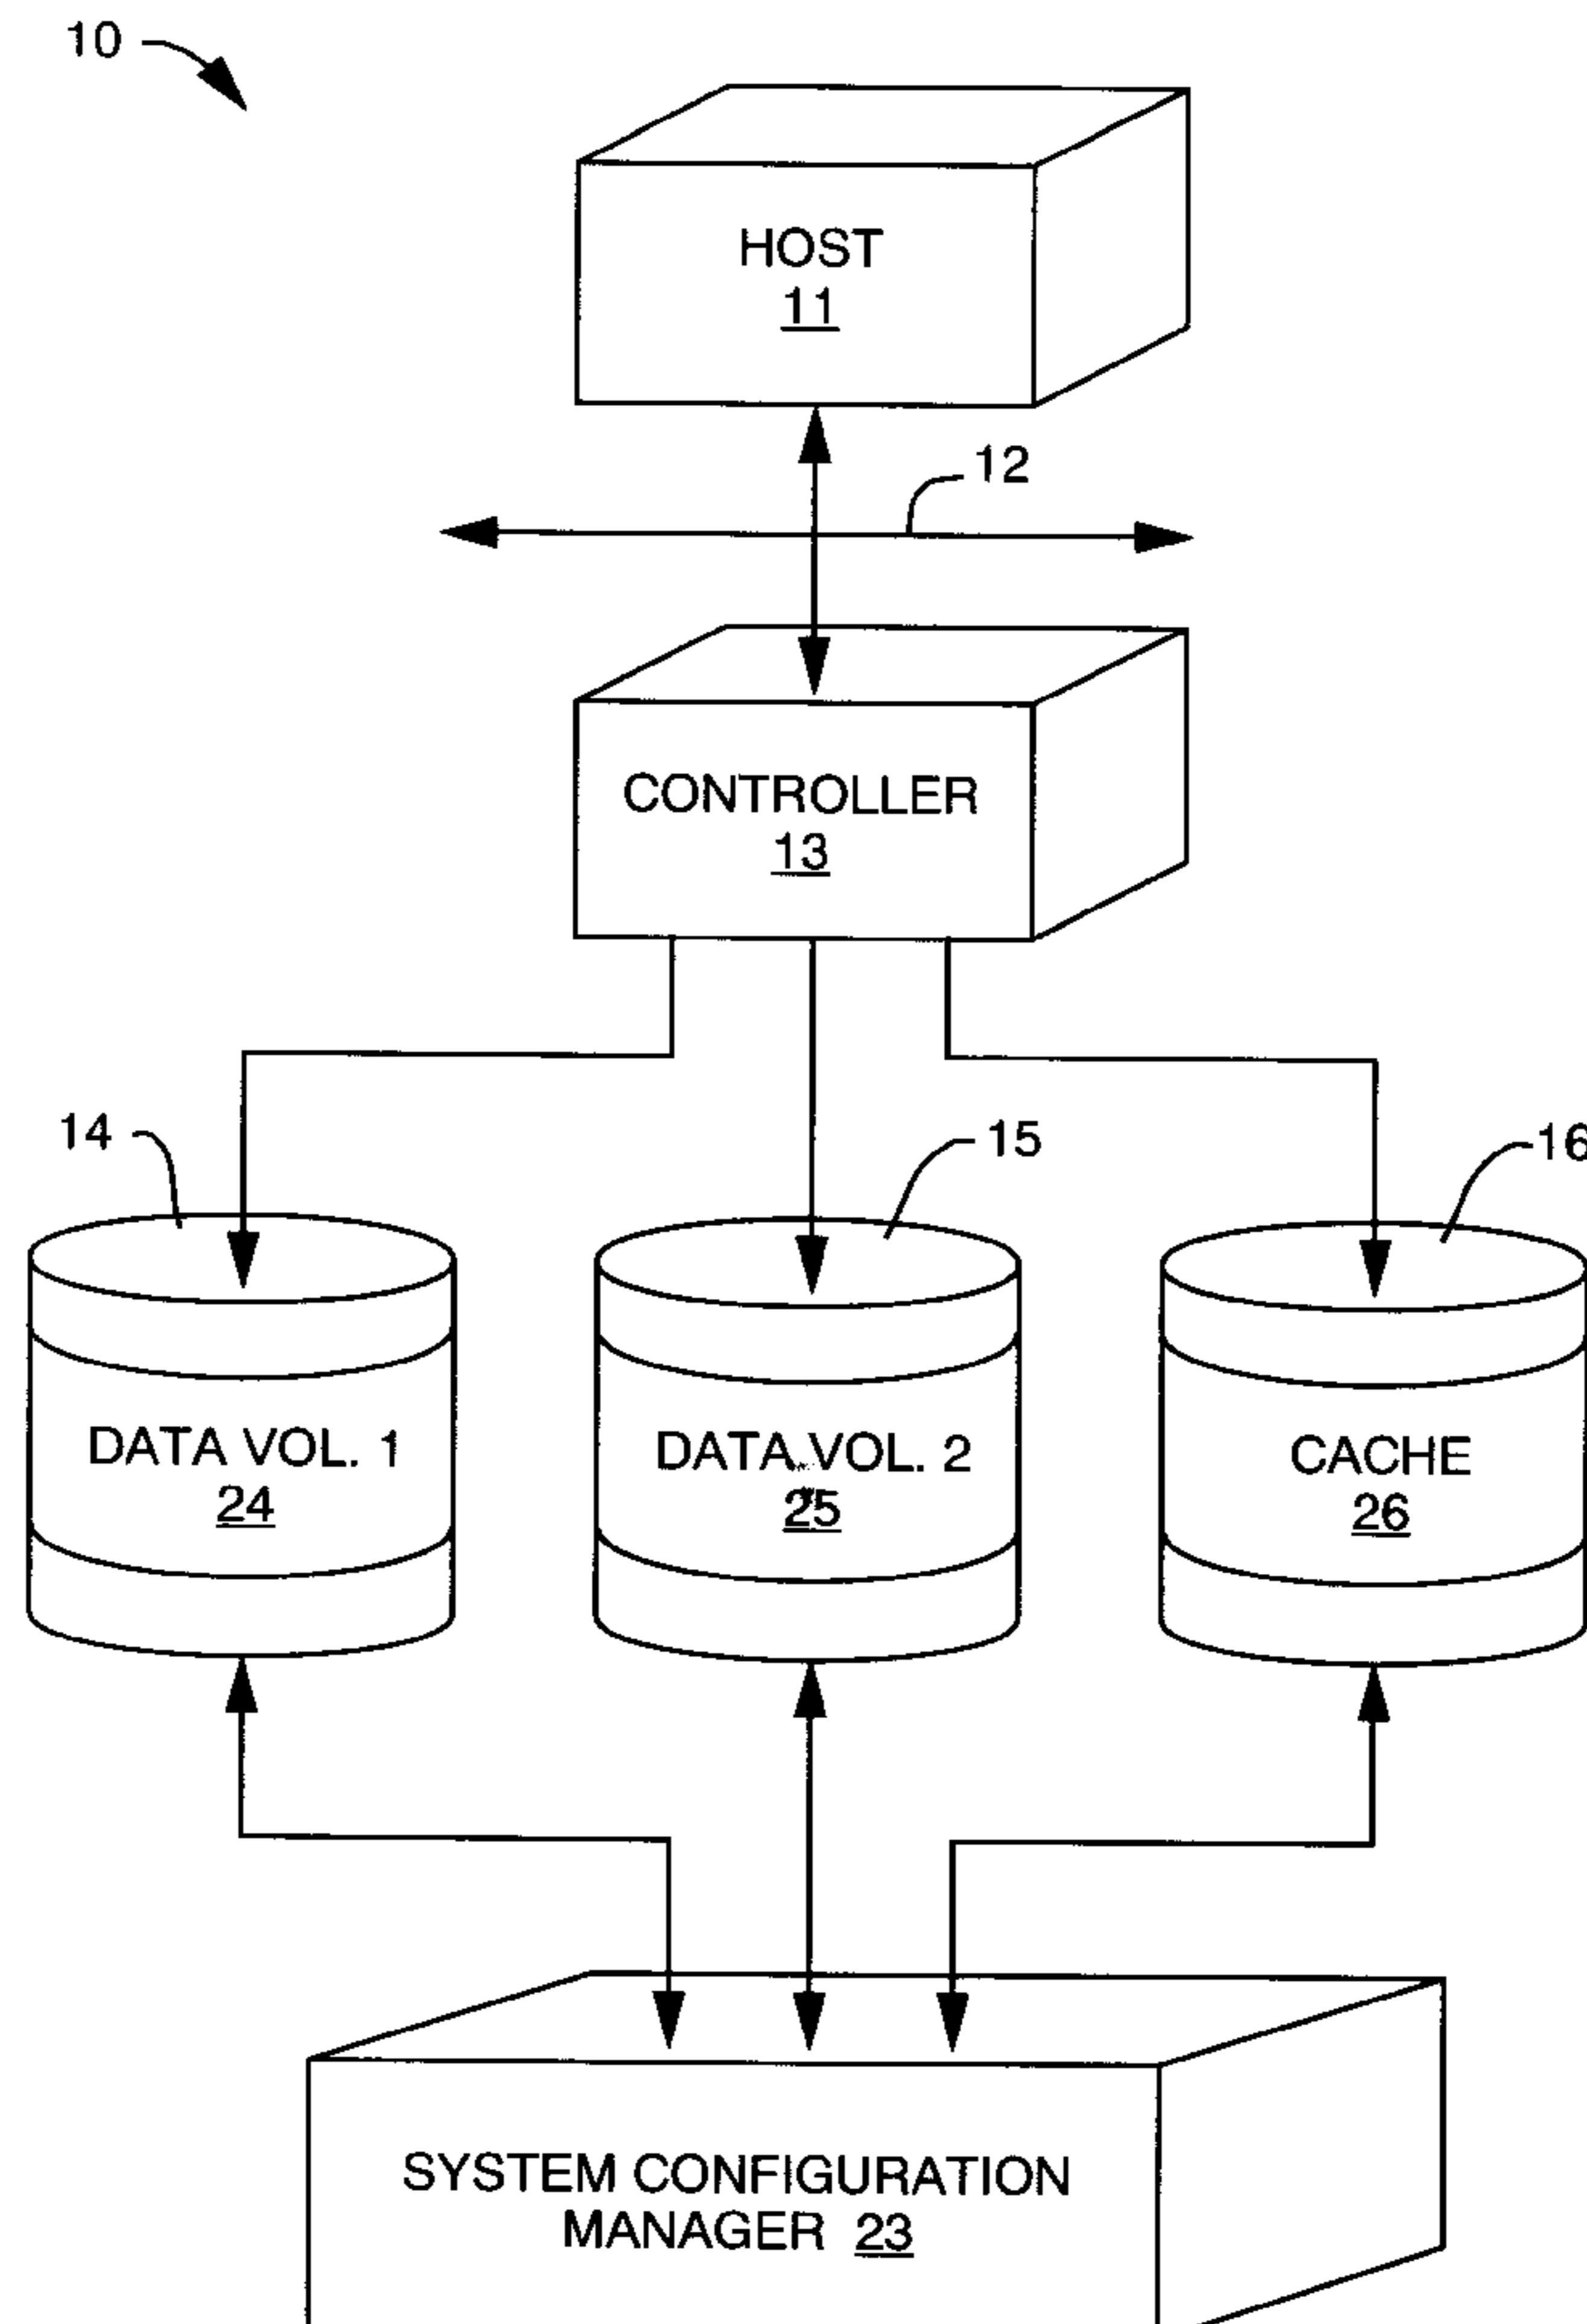 10
HOST
11
12
CONTROLLER
13
14
15
16
DATA VOL. 1
24
DATA VOL. 2
25
CACHE
26
SYSTEM CONFIGURATION
MANAGER 23